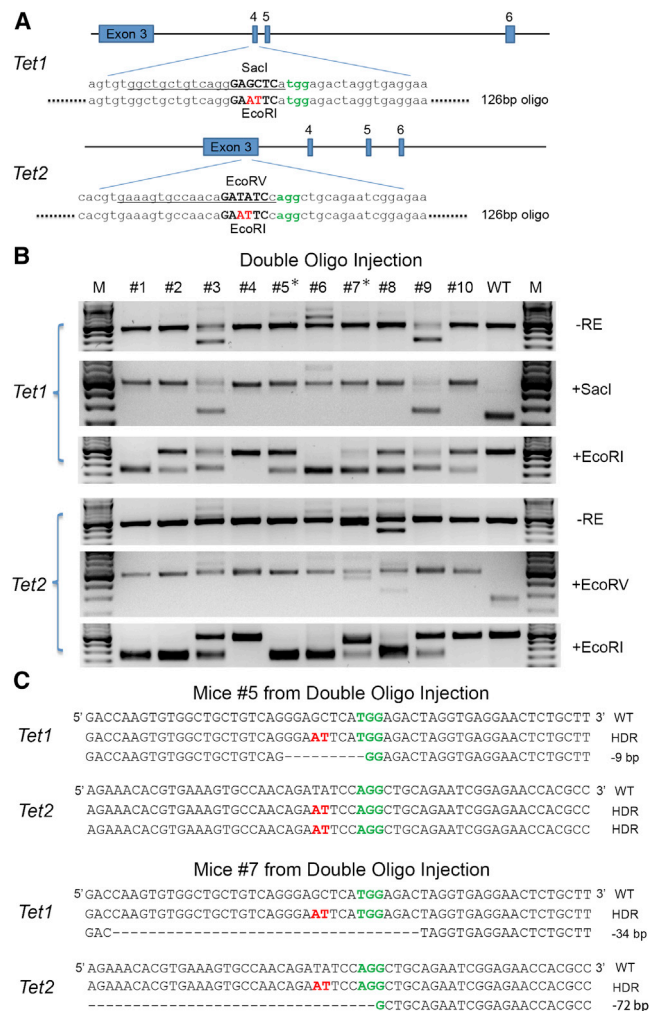 A
Exon 3 4 5 6
Tet1
SacI
agtgtggctgctgtcaggGAGCTCatggagactaggtgaggaa
agtgtggctgctgtcaggGAATTCatggagactaggtgaggaa 126bp oligo
EcoRI
Exon 3 4 5 6
Tet2
EcoRV
cacgtgaaagtgccaacaGATATCcaggctgcagaatcggagaa
cacgtgaaagtgccaacaGAATTCcaggctgcagaatcggagaa 126bp oligo
EcoRI
B
Double Oligo Injection
M #1 #2 #3 #4 #5* #6 #7* #8 #9 #10 WT M
Tet1
-RE
+SacI
+EcoRI
Tet2
-RE
+EcoRV
+EcoRI
C
Mice #5 from Double Oligo Injection
Tet1
5' GACCAAGTGTGGCTGCTGTCAGGGAGCTCATGGAGACTAGGTGAGGAACTCTGCTT 3' WT
GACCAAGTGTGGCTGCTGTCAGGGAATTCATGGAGACTAGGTGAGGAACTCTGCTT HDR
GACCAAGTGTGGCTGCTGTCAG---------GGAGACTAGGTGAGGAACTCTGCTT -9 bp
Tet2
5' AGAAACACGTGAAAGTGCCAACAGATATCCAGGCTGCAGAATCGGAGAACCACGCC 3' WT
AGAAACACGTGAAAGTGCCAACAGAATTCCAGGCTGCAGAATCGGAGAACCACGCC HDR
AGAAACACGTGAAAGTGCCAACAGAATTCCAGGCTGCAGAATCGGAGAACCACGCC HDR
Mice #7 from Double Oligo Injection
Tet1
5' GACCAAGTGTGGCTGCTGTCAGGGAGCTCATGGAGACTAGGTGAGGAACTCTGCTT 3' WT
GACCAAGTGTGGCTGCTGTCAGGGAATTCATGGAGACTAGGTGAGGAACTCTGCTT HDR
GAC----------------------------------TAGGTGAGGAACTCTGCTT -34 bp
Tet2
5' AGAAACACGTGAAAGTGCCAACAGATATCCAGGCTGCAGAATCGGAGAACCACGCC 3' WT
AGAAACACGTGAAAGTGCCAACAGAATTCCAGGCTGCAGAATCGGAGAACCACGCC HDR
--------------------------------GCTGCAGAATCGGAGAACCACGCC -72 bp